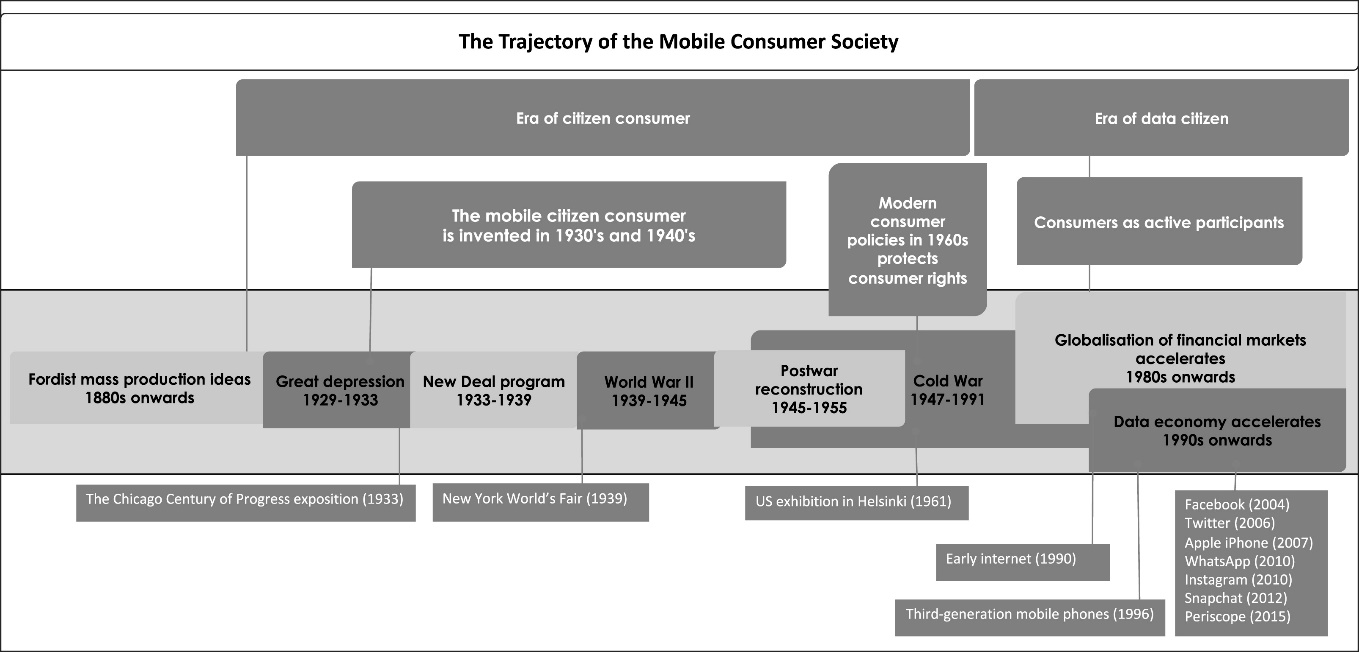 The Trajectory of the Mobile Consumer Society
Era of citizen consumer
Era of data citizen
The mobile citizen consumer
is invented in 1930's and 1940's
Modern
consumer
policies in 1960s
protects
consumer rights
Consumers as active participants
Fordist mass production ideas
1880s onwards
Great depression
1929-1933
New Deal program
1933-1939
World War II
1939-1945
Postwar
reconstruction
1945-1955
Cold War
1947-1991
Globalisation of financial markets
accelerates
1980s onwards
Data economy accelerates
1990s onwards
The Chicago Century of Progress exposition (1933)
New York World's Fair (1939)
US exhibition in Helsinki (1961)
Early internet (1990)
Third-generation mobile phones (1996)
Facebook (2004)
Twitter (2006)
Apple iPhone (2007)
WhatsApp (2010)
Instagram (2010)
Snapchat (2012)
Periscope (2015)